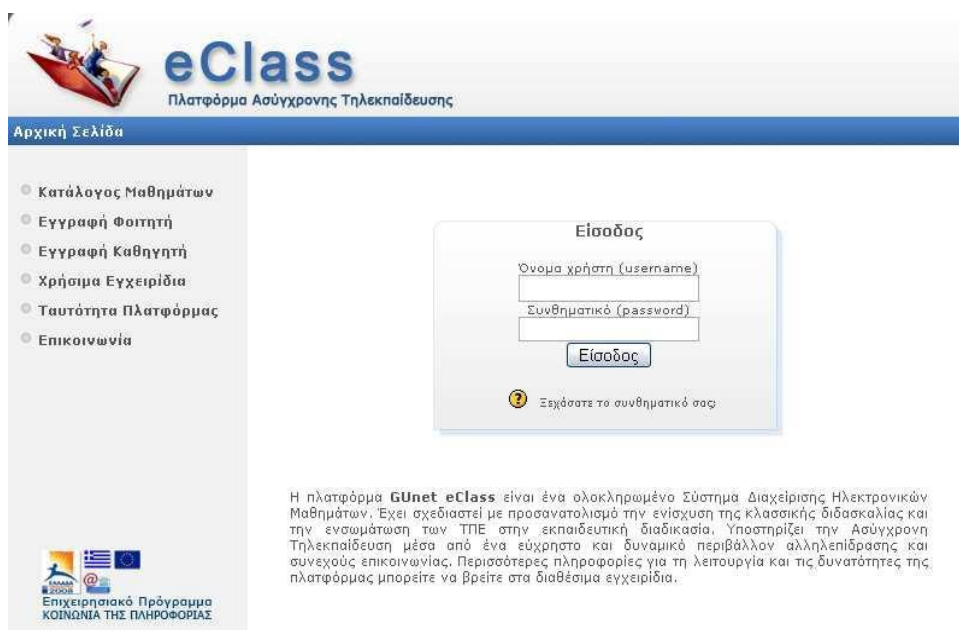 eClass
Πλατφόρμα Ασύγχρονης Τηλεκπαίδευσης
Αρχική Σελίδα
Κατάλογος Μαθημάτων
Εγγραφή Φοιτητή
Εγγραφή Καθηγητή
Χρήσιμα Εγχειρίδια
Ταυτότητα Πλατφόρμας
Επικοινωνία
Είσοδος
Όνομα χρήστη (username)
Συνθηματικό (password)
Είσοδος
Ξεχάσατε το συνθηματικό σας;
Η πλατφόρμα GUnet eClass είναι ένα ολοκληρωμένο Σύστημα Διαχείρισης Ηλεκτρονικών
Μαθημάτων. Έχει σχεδιαστεί με προσανατολισμό την ενίσχυση της κλασσικής διδασκαλίας και
την ενσωμάτωση των ΤΠΕ στην εκπαιδευτική διαδικασία. Υποστηρίζει την Ασύγχρονη
Τηλεκπαίδευση μέσα από ένα εύχρηστο και δυναμικό περιβάλλον αλληλεπίδρασης και
συνεχούς επικοινωνίας. Περισσότερες πληροφορίες για τη λειτουργία και τις δυνατότητες της
πλατφόρμας μπορείτε να βρείτε στα διαθέσιμα εγχειρίδια.
ΕΛΛΑΔΑ
2008
Επιχειρησιακό Πρόγραμμα
ΚΟΙΝΩΝΙΑ ΤΗΣ ΠΛΗΡΟΦΟΡΙΑΣ